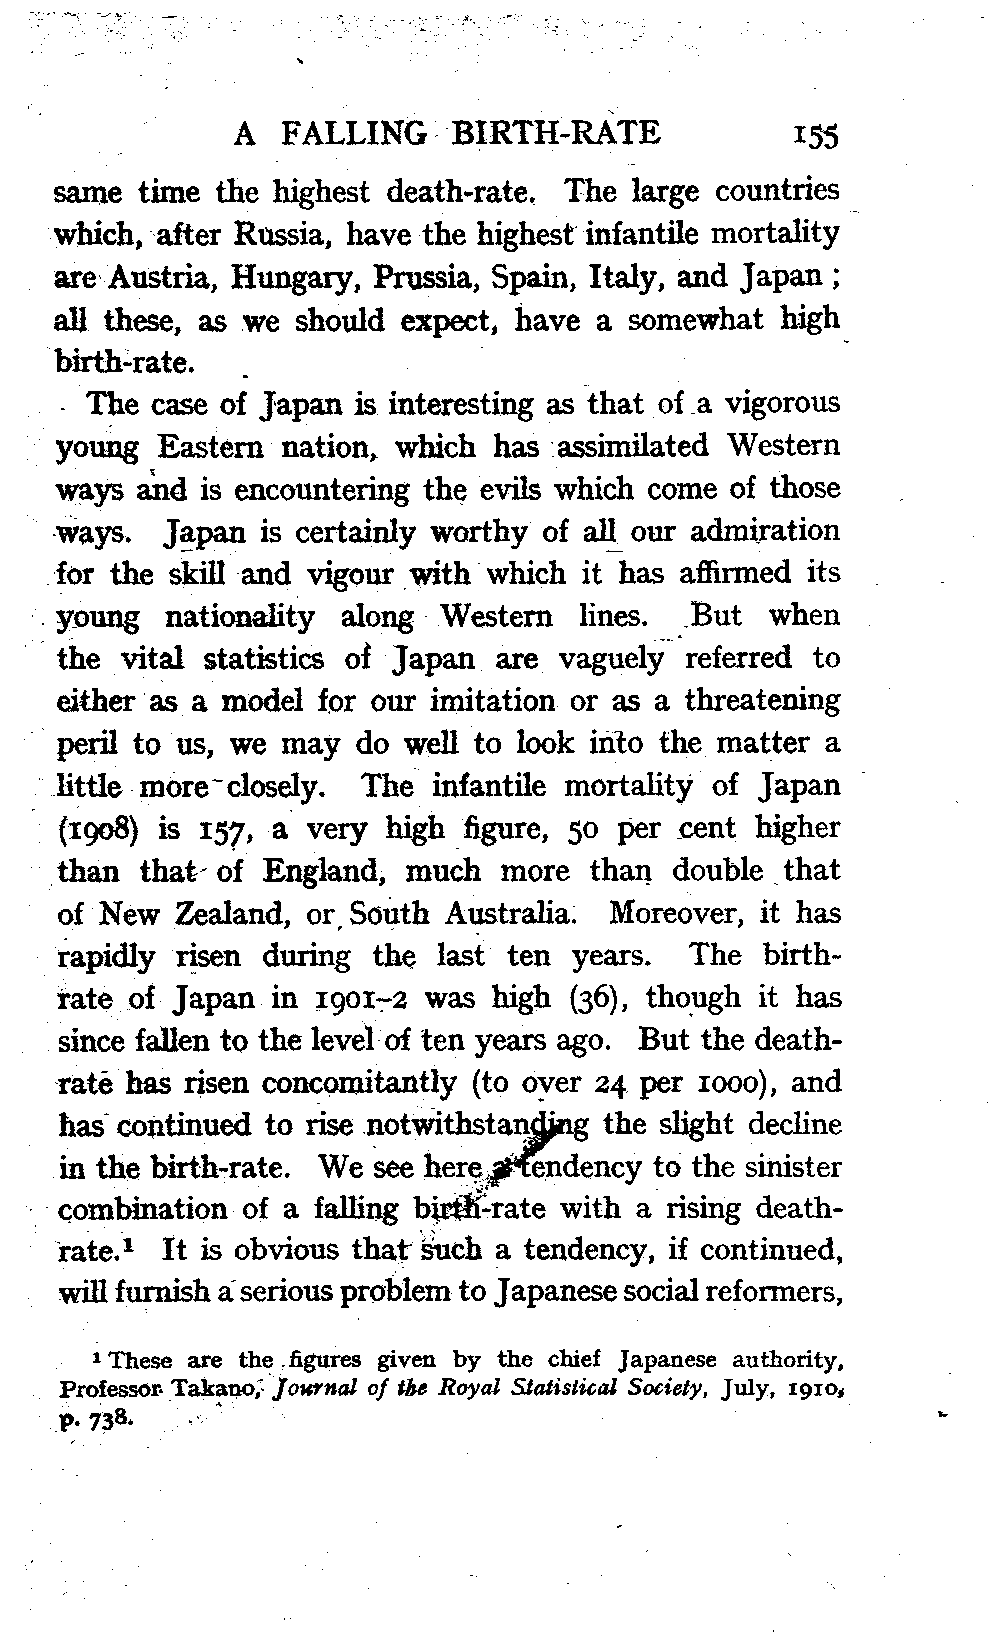 A FALLING BIRTH-RATE 155
same time the highest death-rate. The large countries
which, after Russia, have the highest infantile mortality
are Austria, Hungary, Prussia, Spain, Italy, and Japan ;
all these, as we should expect, have a somewhat high
birth-rate.
The case of Japan is interesting as that of a vigorous
young Eastern nation, which has assimilated Western
ways and is encountering the evils which come of those
ways. Japan is certainly worthy of all our admiration
for the skill and vigour with which it has affirmed its
young nationality along Western lines. But when
the vital statistics of Japan are vaguely referred to
either as a model for our imitation or as a threatening
peril to us, we may do well to look into the matter a
little more closely. The infantile mortality of Japan
(1908) is 157, a very high figure, 50 per cent higher
than that of England, much more than double that
of New Zealand, or South Australia. Moreover, it has
rapidly risen during the last ten years. The birth-
rate of Japan in 1901-2 was high (36), though it has
since fallen to the level of ten years ago. But the death-
rate has risen concomitantly (to over 24 per 1000), and
has continued to rise notwithstanding the slight decline
in the birth-rate. We see here a tendency to the sinister
combination of a falling birth-rate with a rising death-
rate.¹ It is obvious that such a tendency, if continued,
will furnish a serious problem to Japanese social reformers,
¹ These are the figures given by the chief Japanese authority,
Professor Takano, Journal of the Royal Statistical Society, July, 1910,
p. 738.